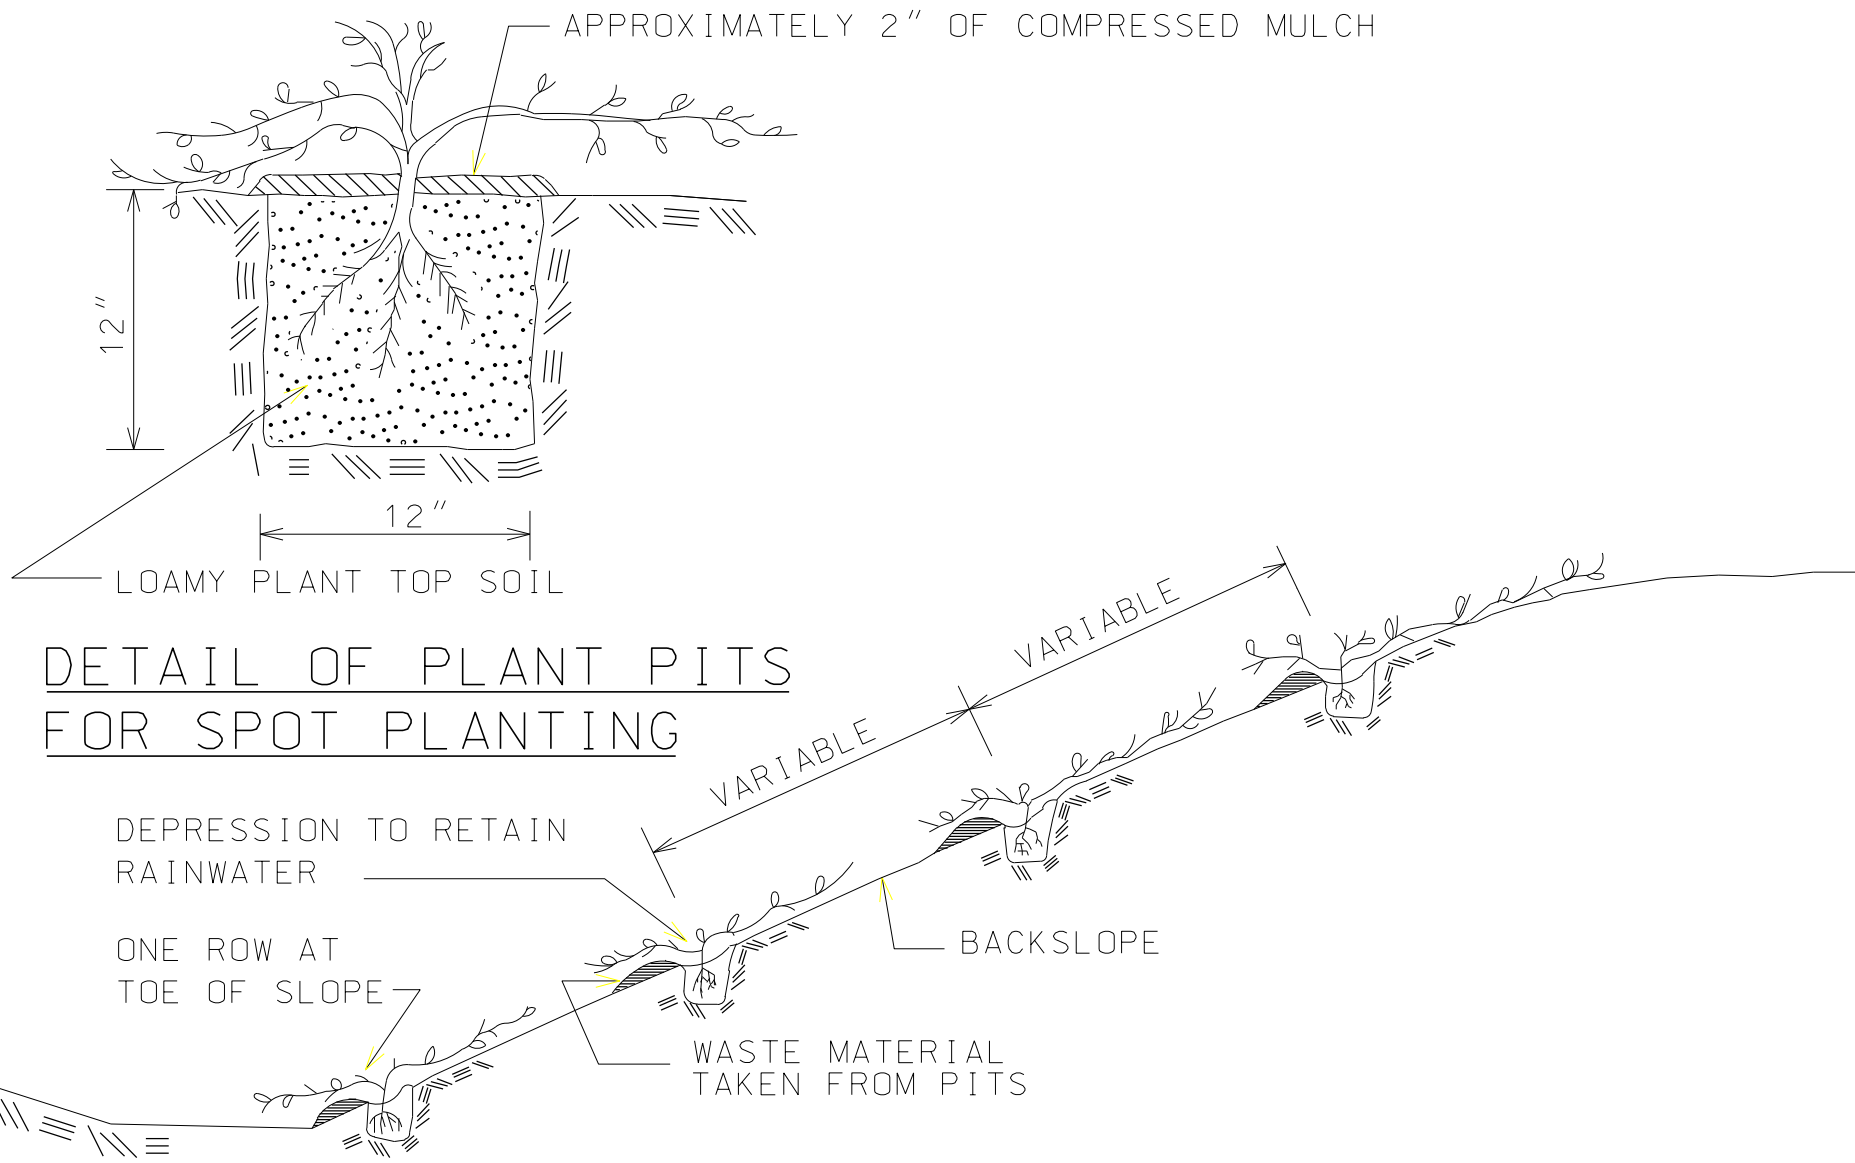 APPROXIMATELY 2" OF COMPRESSED MULCH
12"
12"
LOAMY PLANT TOP SOIL
DETAIL OF PLANT PITS
FOR SPOT PLANTING
VARIABLE
VARIABLE
DEPRESSION TO RETAIN
RAINWATER
ONE ROW AT
TOE OF SLOPE
BACKSLOPE
WASTE MATERIAL
TAKEN FROM PITS